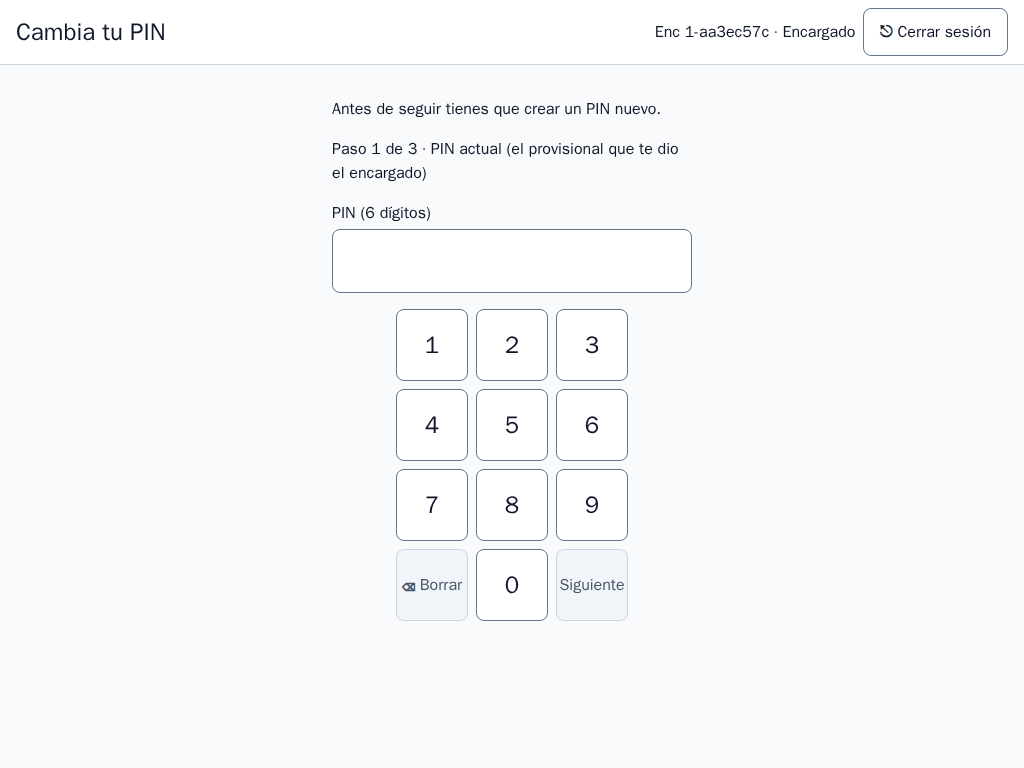 Cambia tu PIN
Enc 1-aa3ec57c · Encargado
Cerrar sesión
Antes de seguir tienes que crear un PIN nuevo.
Paso 1 de 3 · PIN actual (el provisional que te dio
el encargado)
PIN (6 dígitos)
1 2 3
4 5 6
7 8 9
⌫ Borrar 0 Siguiente